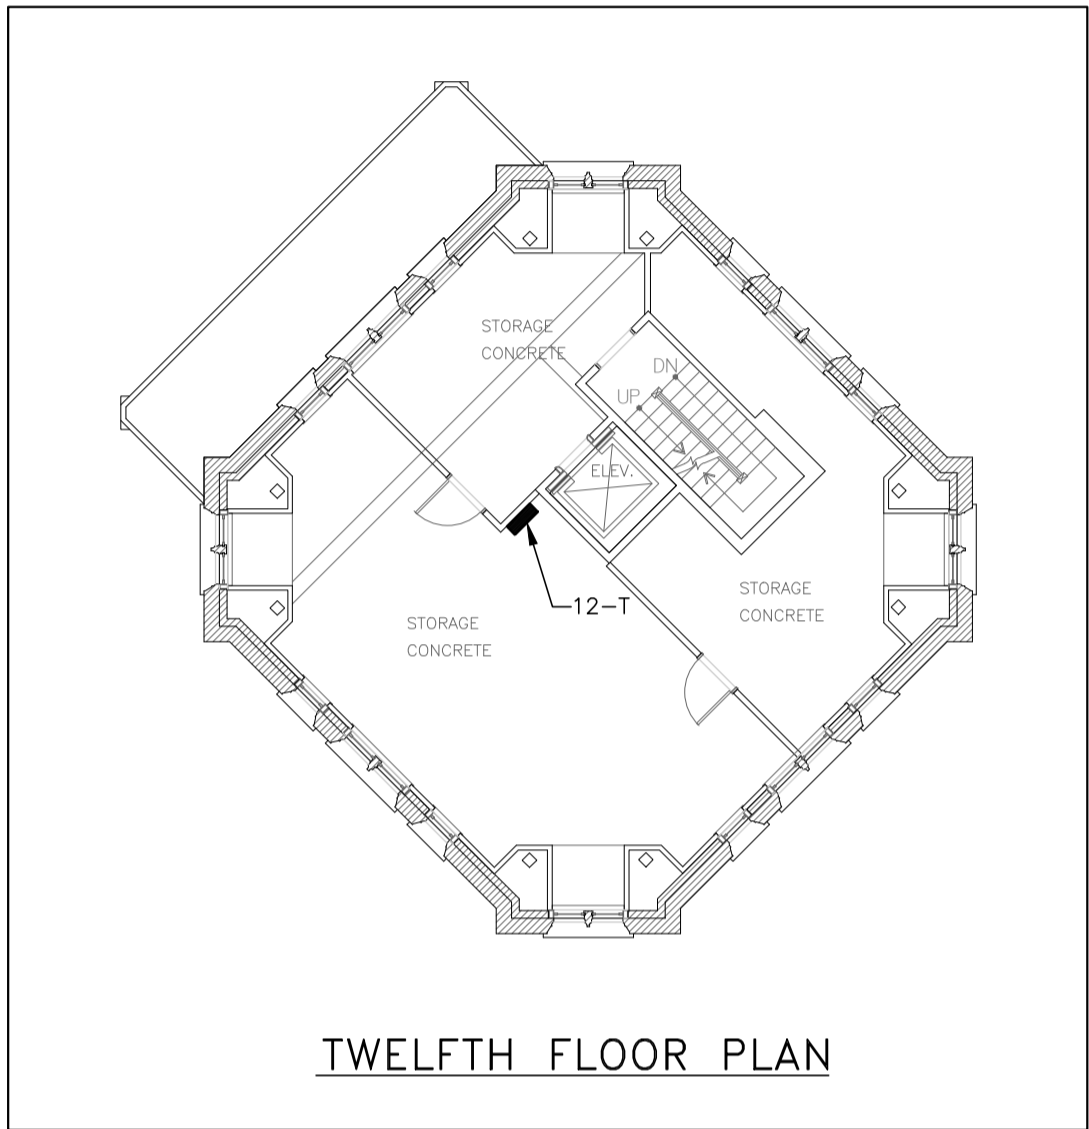 STORAGE
CONCRETE
DN
UP
ELEV.
12-T
STORAGE
CONCRETE
STORAGE
CONCRETE
TWELFTH FLOOR PLAN